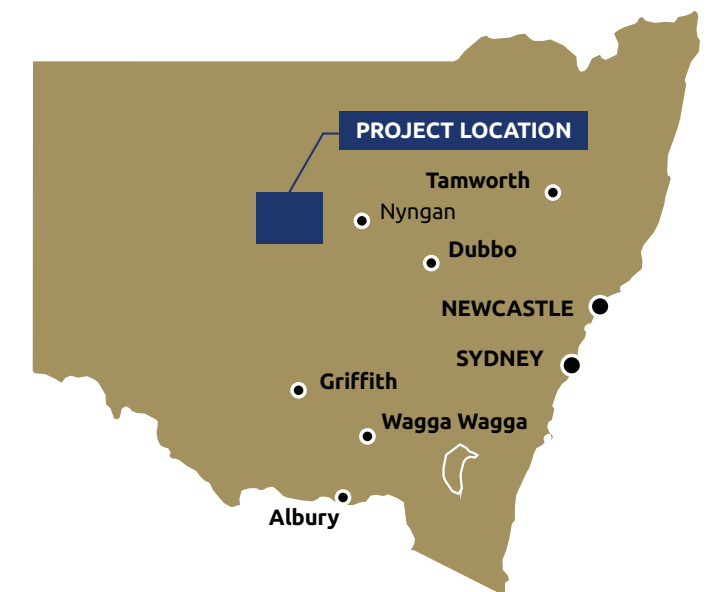 PROJECT LOCATION
Tamworth
Nyngan
Dubbo
NEWCASTLE
SYDNEY
Griffith
Wagga Wagga
Albury